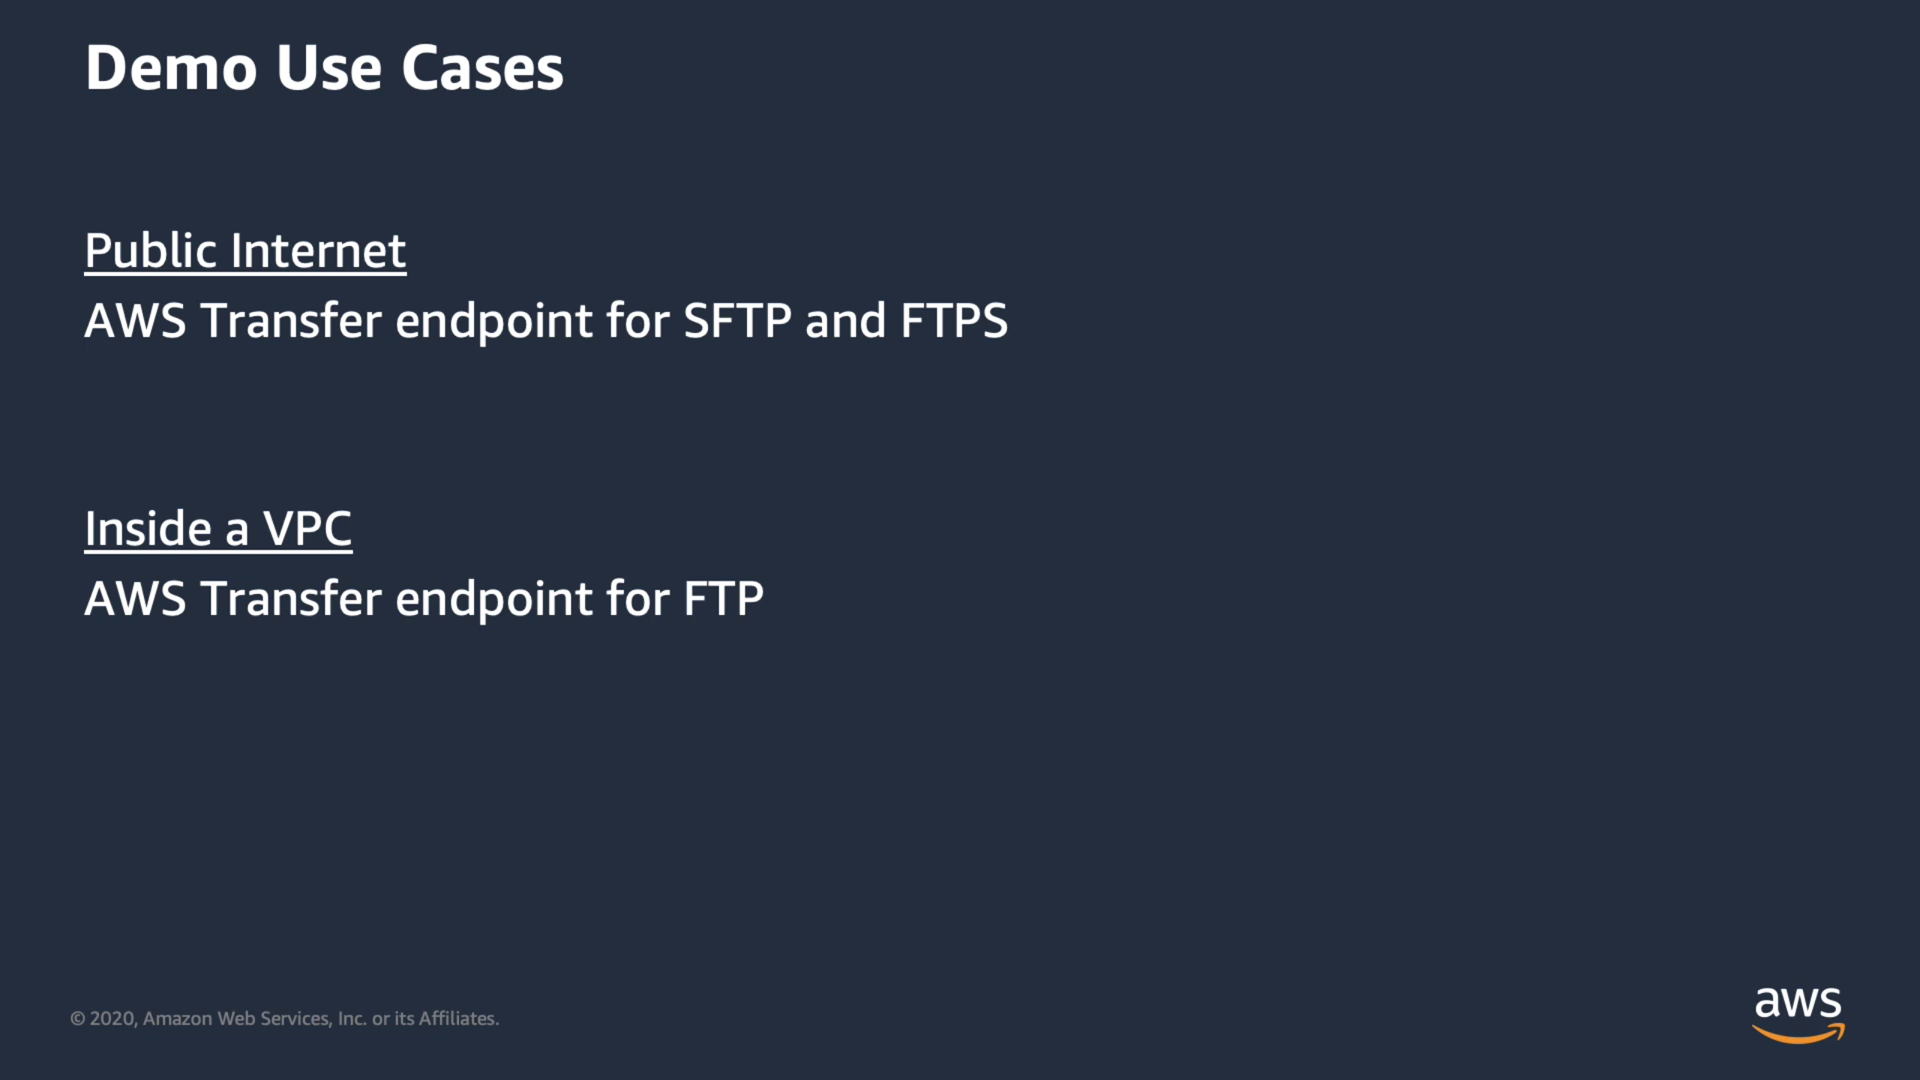 Demo Use Cases
Public Internet
AWS Transfer endpoint for SFTP and FTPS
Inside a VPC
AWS Transfer endpoint for FTP
© 2020, Amazon Web Services, Inc. or its Affiliates.
aws